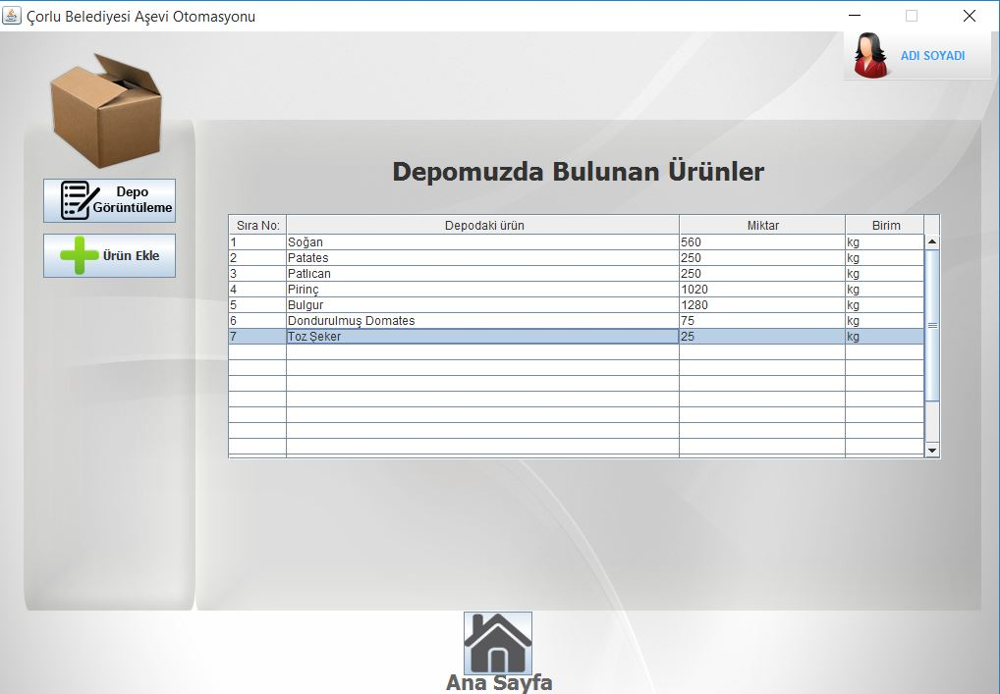 Çorlu Belediyesi Aşevi Otomasyonu
ADI SOYADI
Depo
Görüntüleme
Ürün Ekle
Depomuzda Bulunan Ürünler
Sıra No: Depodaki ürün Miktar Birim
1 Soğan 560 kg
2 Patates 250 kg
3 Patlıcan 250 kg
4 Pirinç 1020 kg
5 Bulgur 1280 kg
6 Dondurulmuş Domates 75 kg
7 Toz Şeker 25 kg
Ana Sayfa